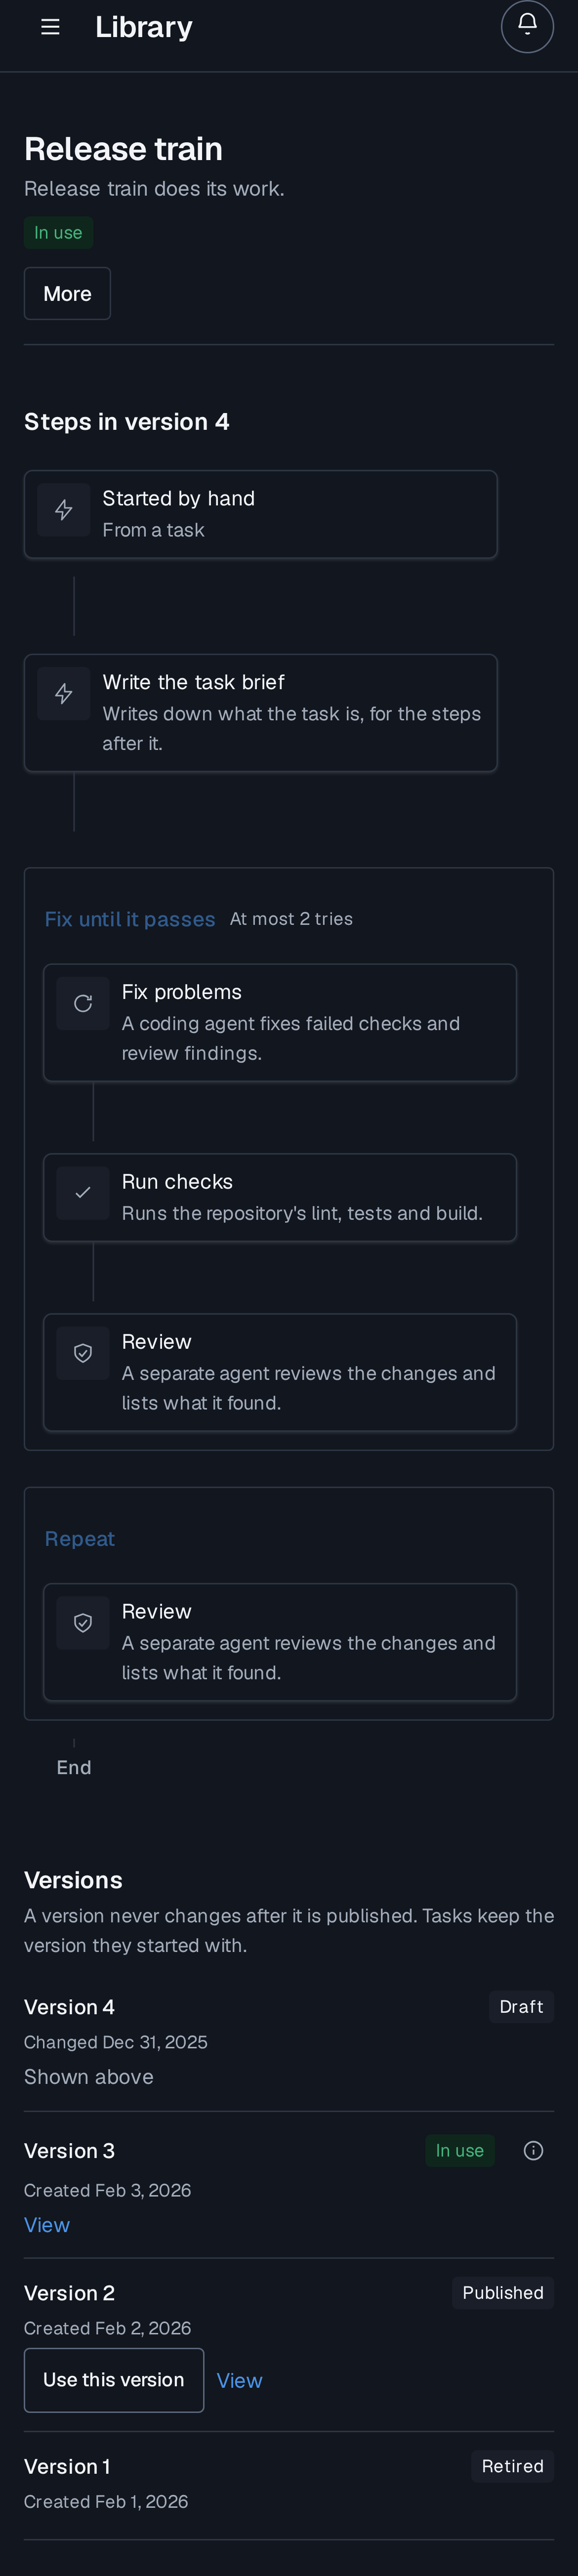 Library
Release train
Release train does its work.
In use
More
Steps in version 4
Started by hand
From a task
Write the task brief
Writes down what the task is, for the steps
after it.
Fix until it passes At most 2 tries
Fix problems
A coding agent fixes failed checks and
review findings.
Run checks
Runs the repository's lint, tests and build.
Review
A separate agent reviews the changes and
lists what it found.
Repeat
Review
A separate agent reviews the changes and
lists what it found.
End
Versions
A version never changes after it is published. Tasks keep the
version they started with.
Version 4 Draft
Changed Dec 31, 2025
Shown above
Version 3 In use
Created Feb 3, 2026
View
Version 2 Published
Created Feb 2, 2026
Use this version View
Version 1 Retired
Created Feb 1, 2026